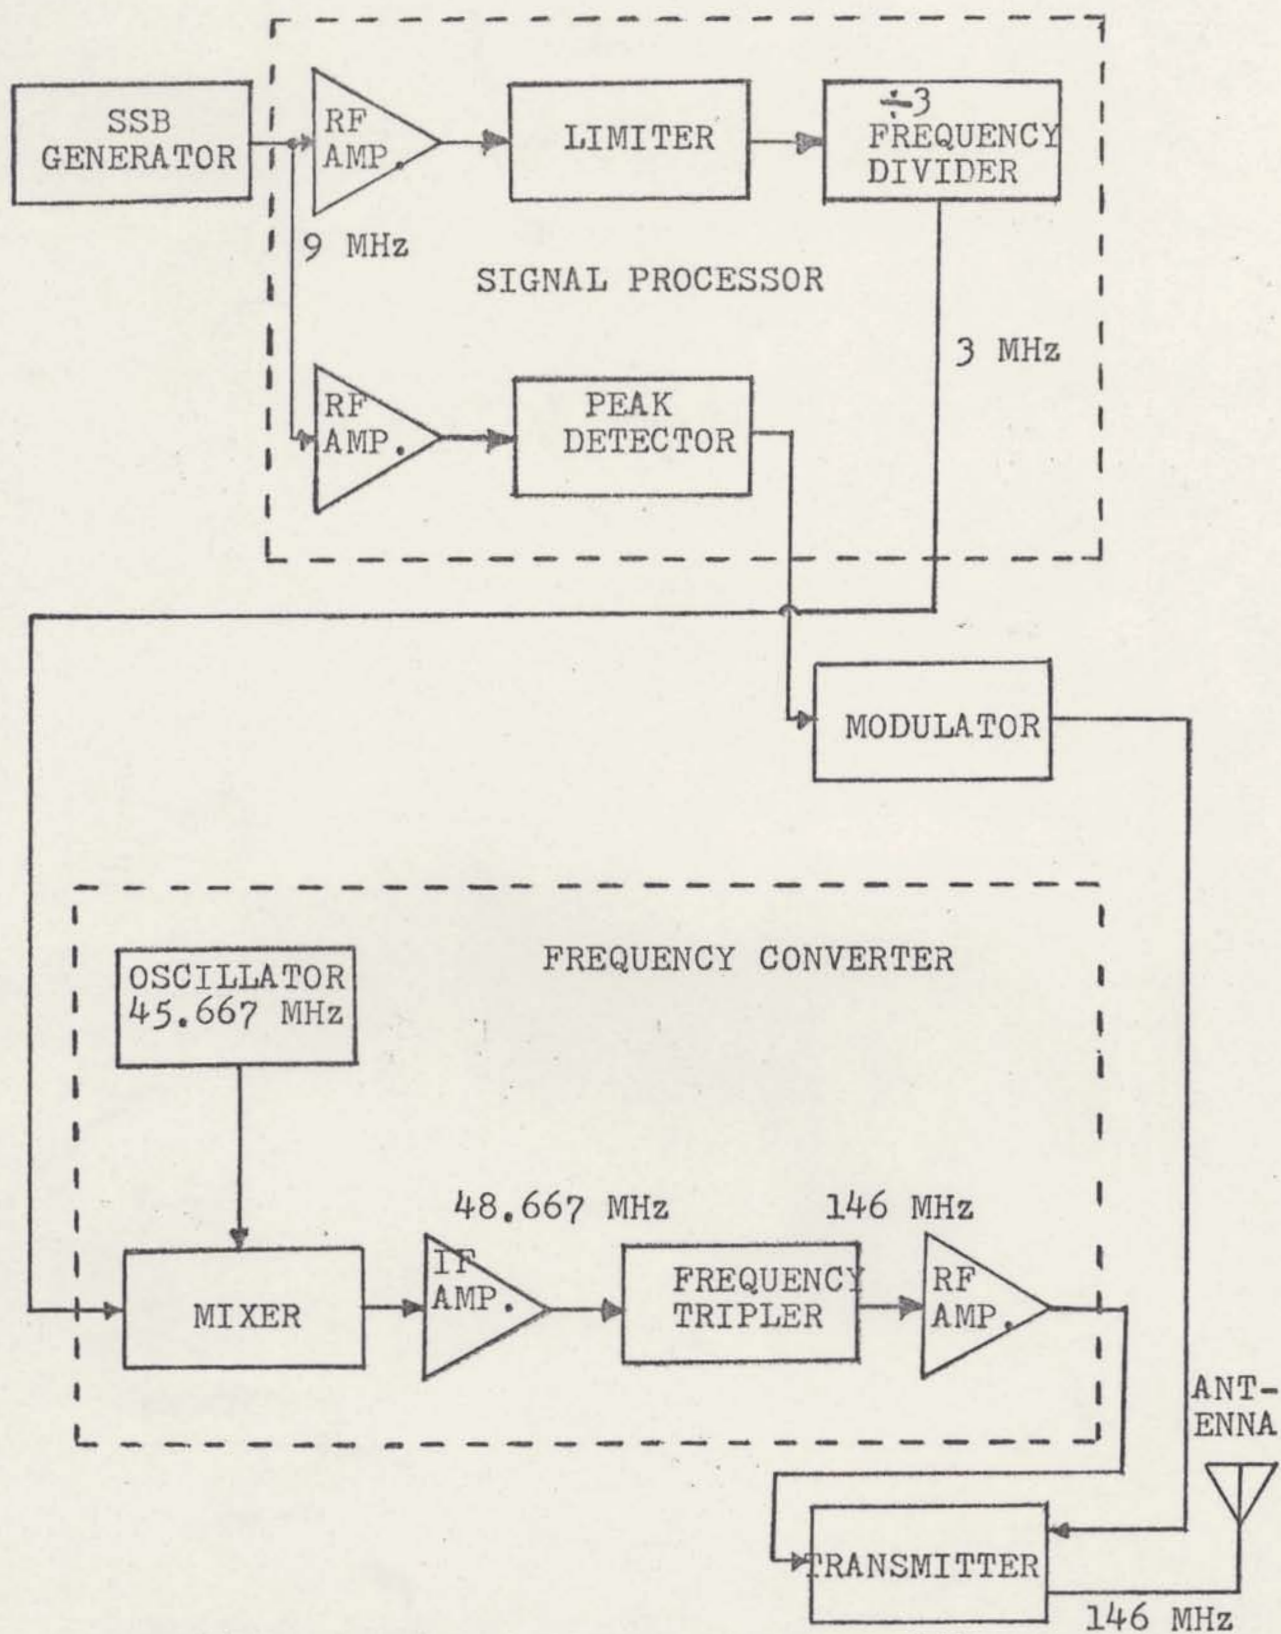 SSB
GENERATOR
RF
AMP.
LIMITER
÷3
FREQUENCY
DIVIDER
9 MHz
SIGNAL PROCESSOR
3 MHz
RF
AMP.
PEAK
DETECTOR
MODULATOR
FREQUENCY CONVERTER
OSCILLATOR
45.667 MHz
48.667 MHz
146 MHz
MIXER
IF
AMP.
FREQUENCY
TRIPLER
RF
AMP.
ANT-
ENNA
TRANSMITTER
146 MHz